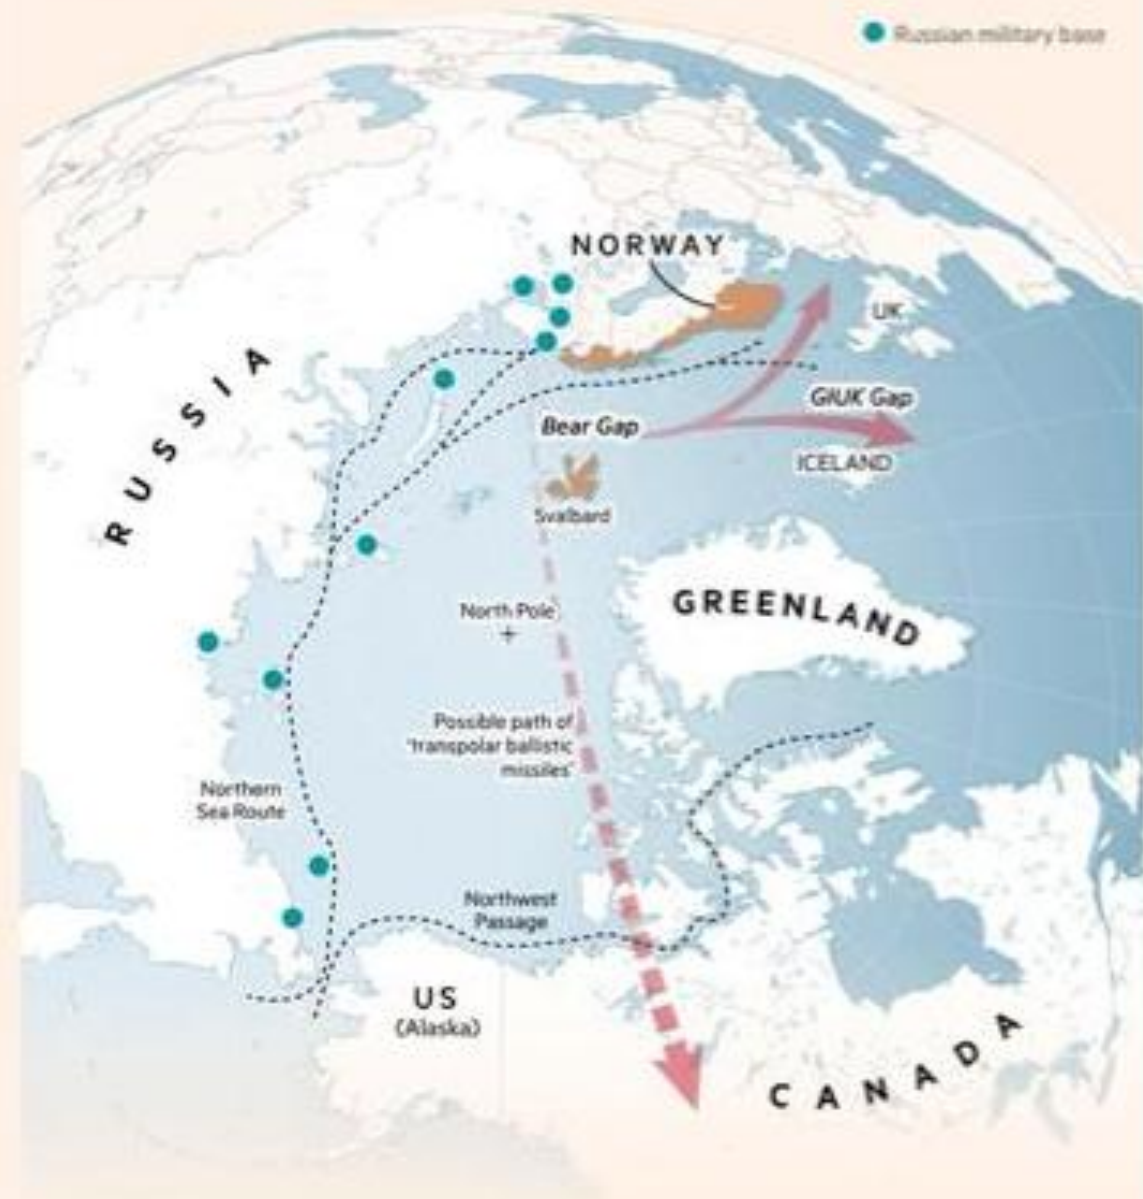 Russian military base
NORWAY
UK
RUSSIA
GIUK Gap
Bear Gap
ICELAND
Svalbard
GREENLAND
North Pole
Possible path of
'transpolar ballistic
missiles'
Northern
Sea Route
Northwest
Passage
US
(Alaska)
CANADA